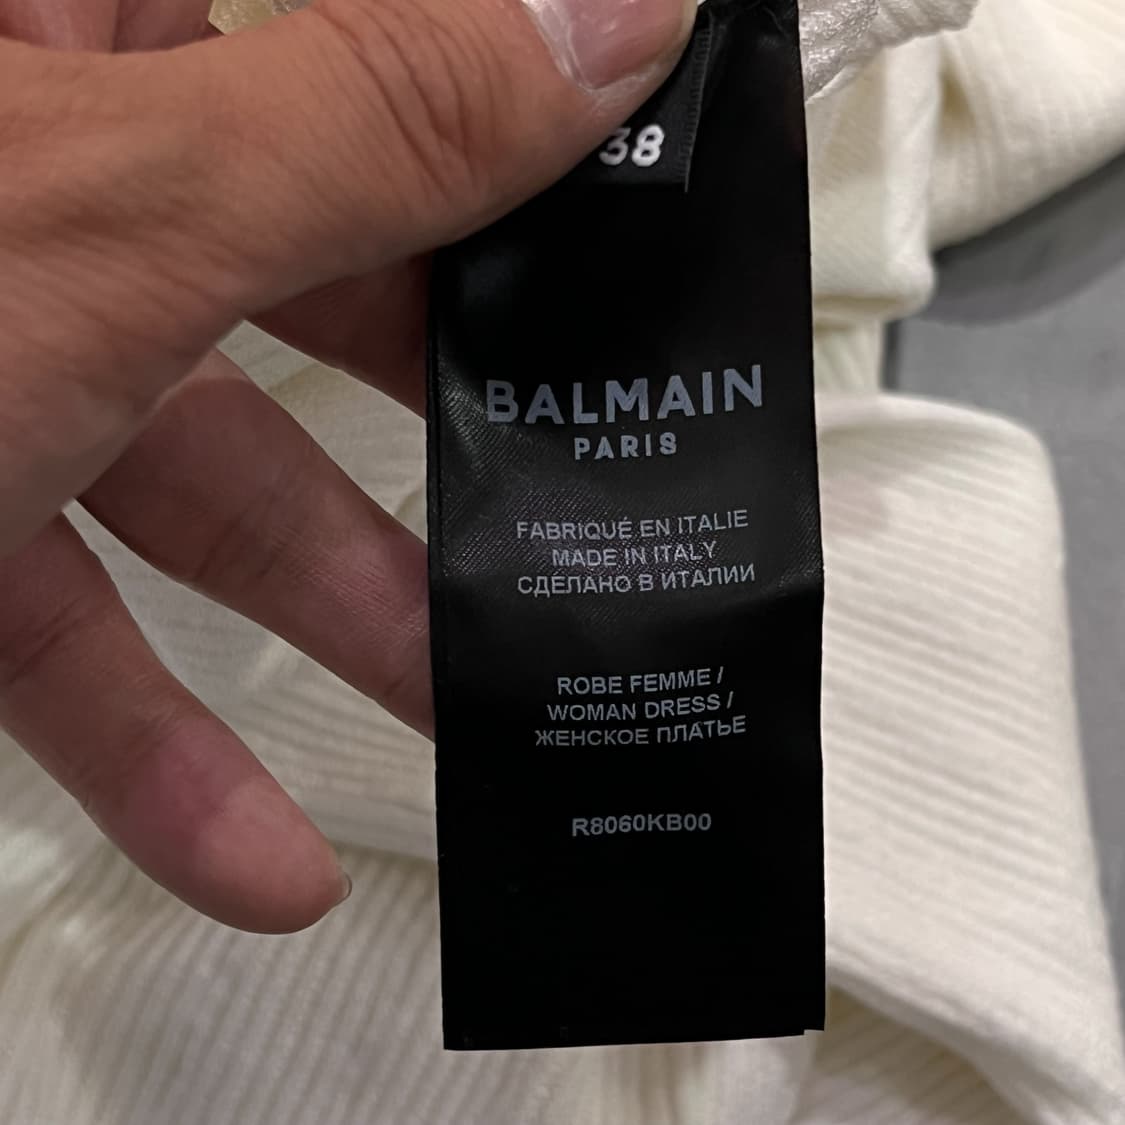 38
BALMAIN
PARIS
FABRIQUÉ EN ITALIE
MADE IN ITALY
СДЕЛАНО В ИТАЛИИ
ROBE FEMME /
WOMAN DRESS /
ЖЕНСКОЕ ПЛАТЬЕ
R8060KB00